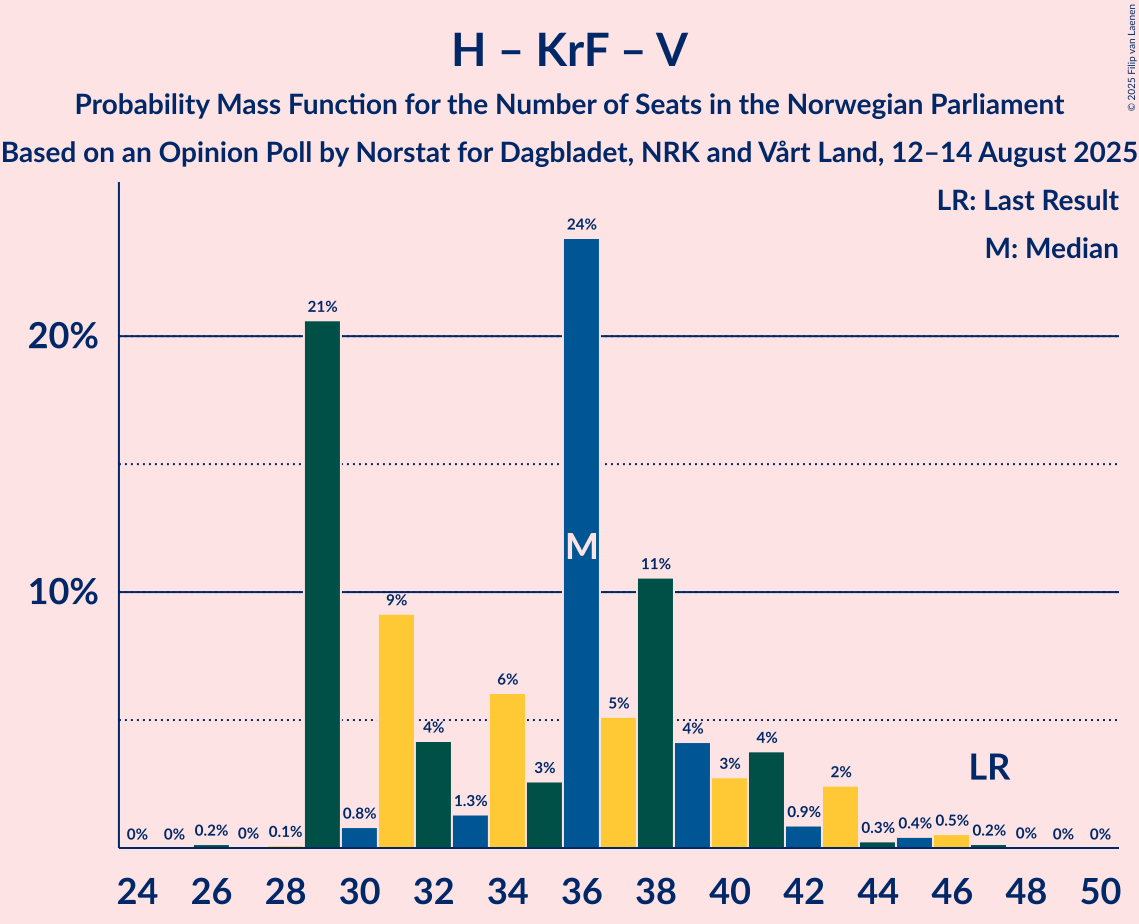 H – KrF – V
Probability Mass Function for the Number of Seats in the Norwegian Parliament
Based on an Opinion Poll by Norstat for Dagbladet, NRK and Vårt Land, 12–14 August 2025
© 2025 Filip van Laenen
LR: Last Result
M: Median
20%
10%
0% 0% 0.2% 0% 0.1% 21% 0.8% 9% 4% 1.3% 6% 3% 24% 5% 11% 4% 3% 4% 0.9% 2% 0.3% 0.4% 0.5% 0.2% 0% 0% 0%
M
LR
24 26 28 30 32 34 36 38 40 42 44 46 48 50